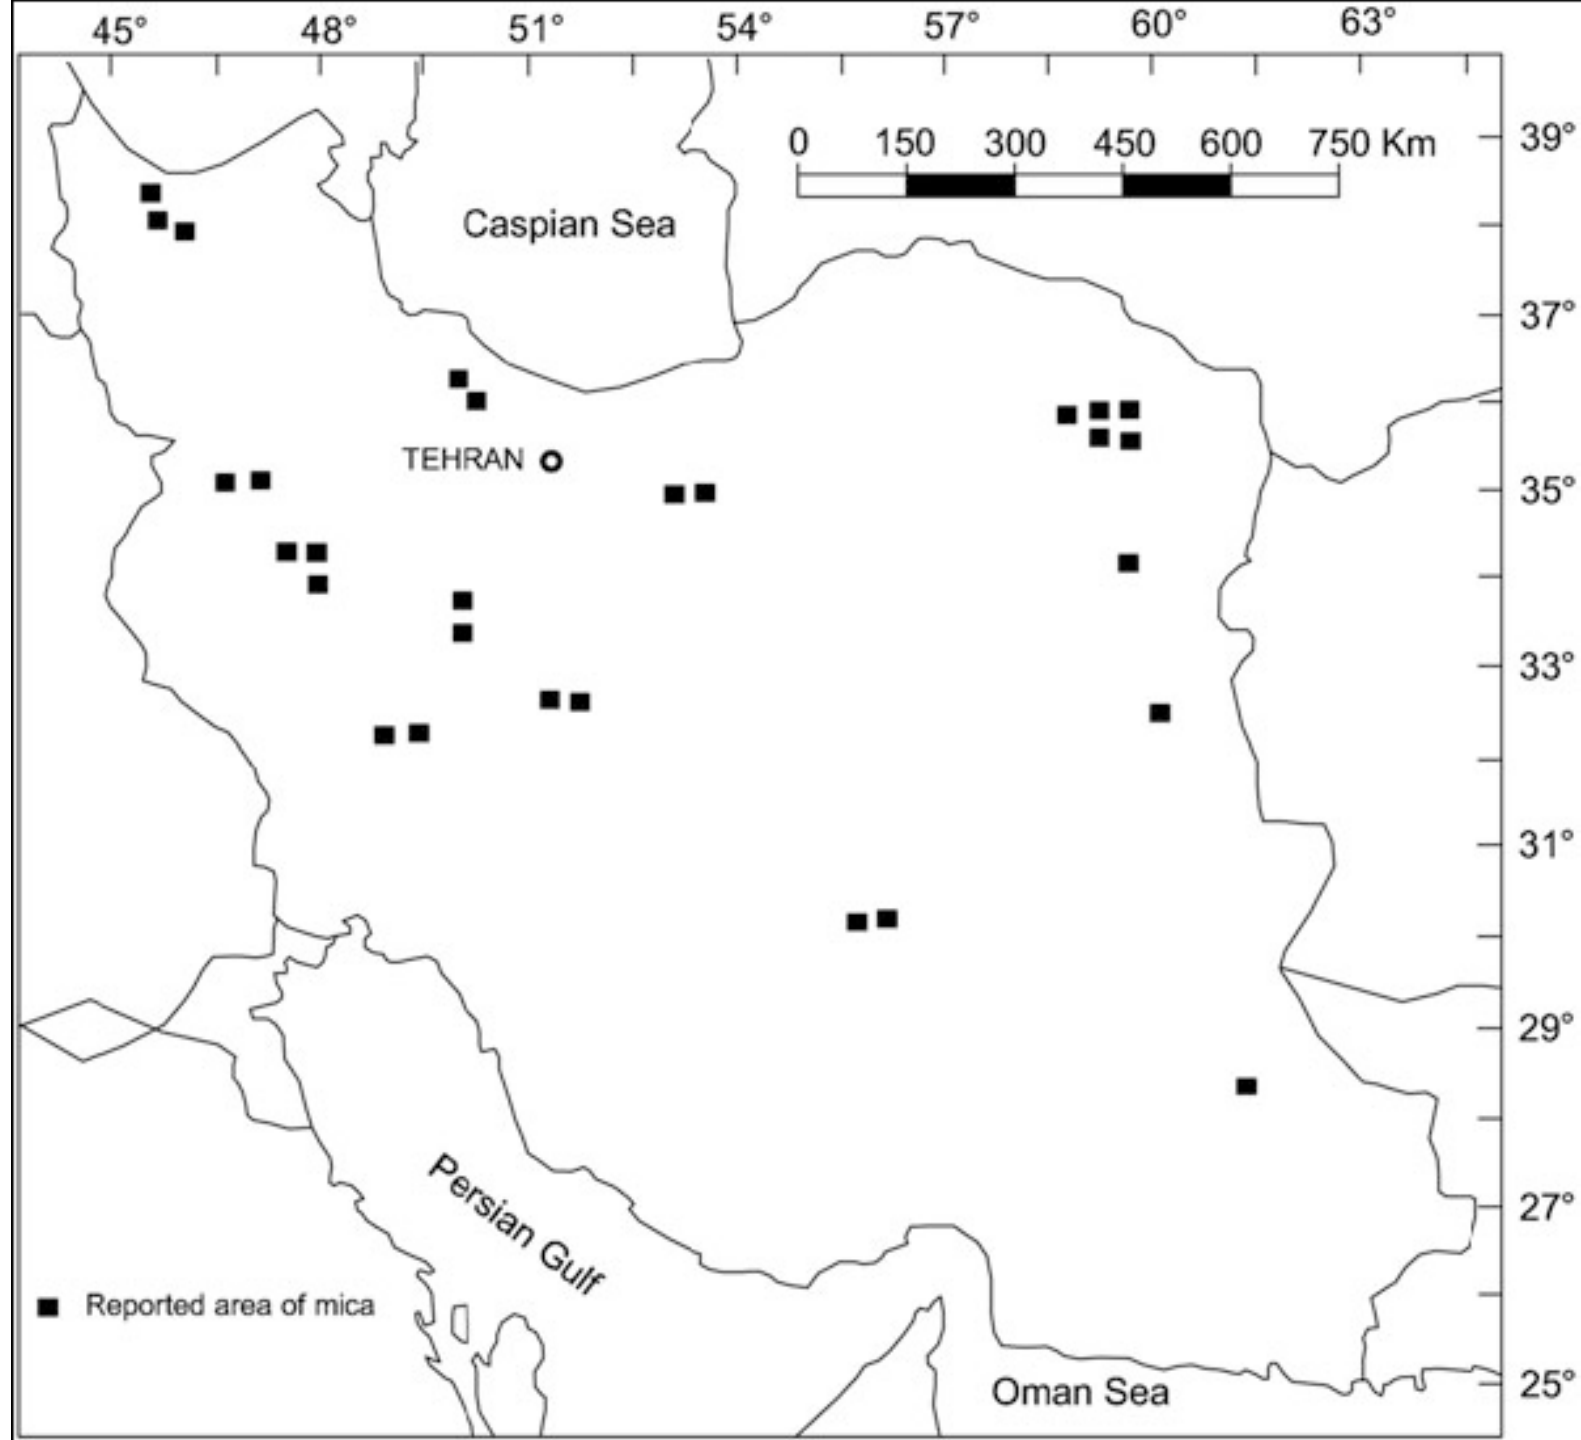 45° 48° 51° 54° 57° 60° 63°
0 150 300 450 600 750 Km
39°
Caspian Sea
37°
TEHRAN
35°
33°
31°
29°
Persian Gulf
27°
Reported area of mica
Oman Sea
25°